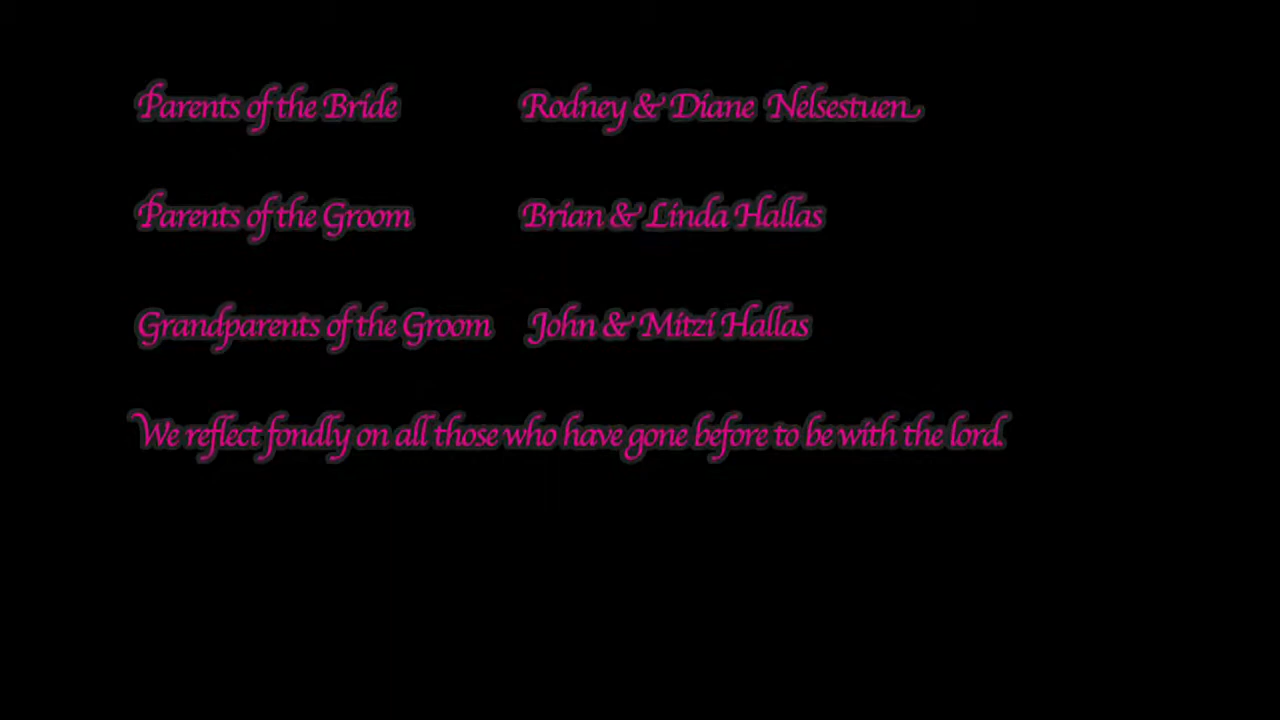 Parents of the Bride Rodney & Diane Nelsestuen
Parents of the Groom Brian & Linda Hallas
Grandparents of the Groom John & Mitzi Hallas
We reflect fondly on all those who have gone before to be with the lord.